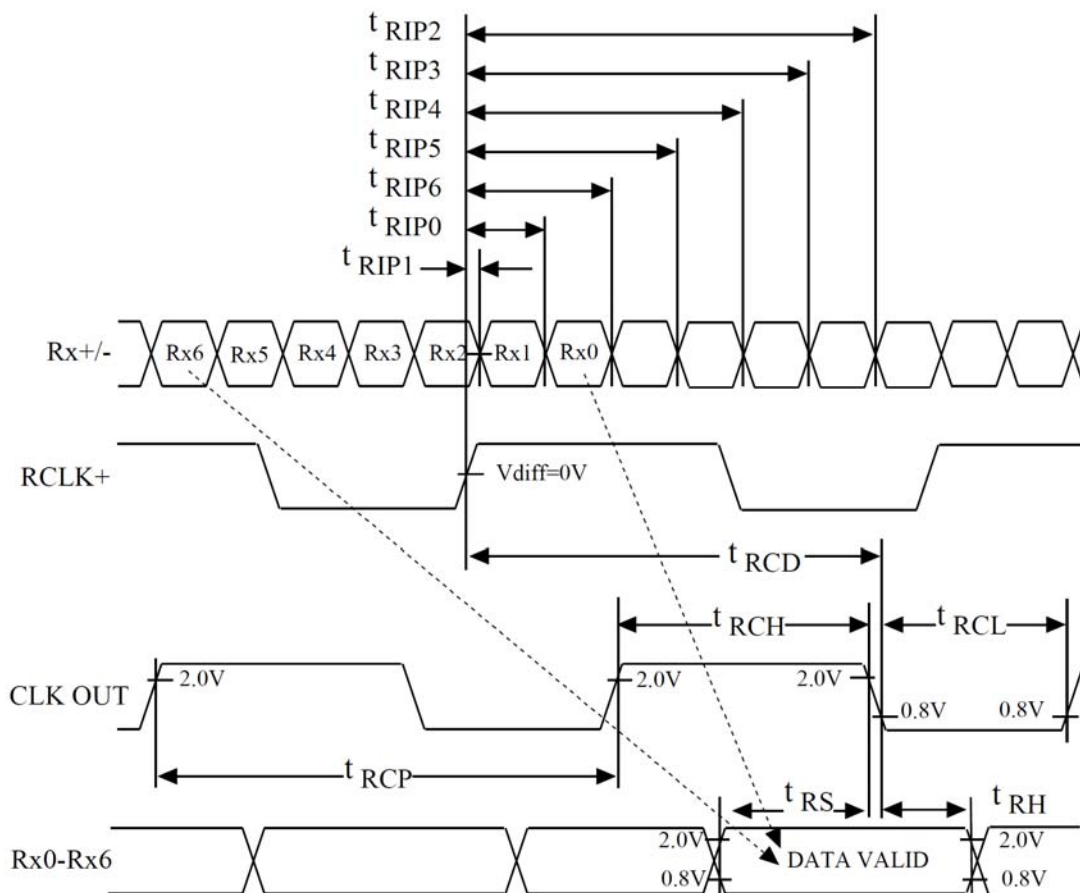 t RIP2
t RIP3
t RIP4
t RIP5
t RIP6
t RIP0
t RIP1
Rx+/- Rx6 Rx5 Rx4 Rx3 Rx2 Rx1 Rx0
RCLK+ Vdiff=0V
t RCD
t RCH t RCL
CLK OUT 2.0V 2.0V 2.0V 0.8V 0.8V
t RCP
t RS t RH
Rx0-Rx6 2.0V DATA VALID 2.0V
0.8V 0.8V